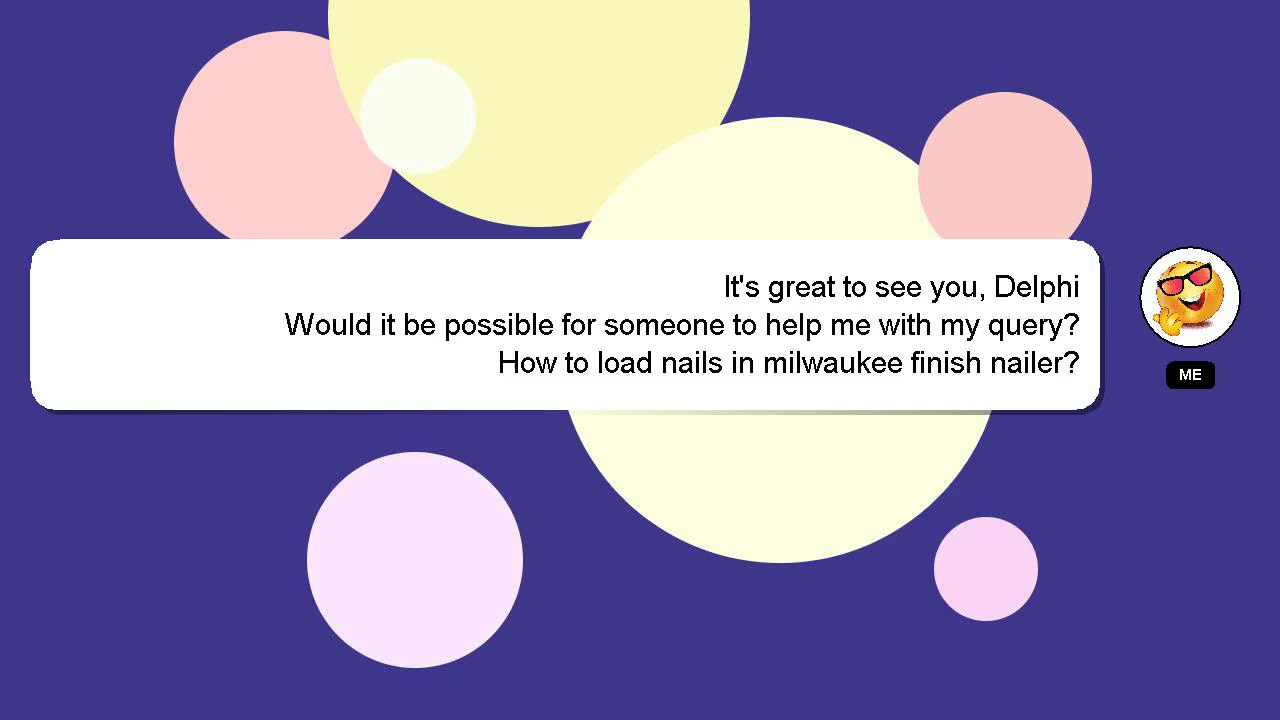 It's great to see you, Delphi
Would it be possible for someone to help me with my query?
How to load nails in milwaukee finish nailer?
ME